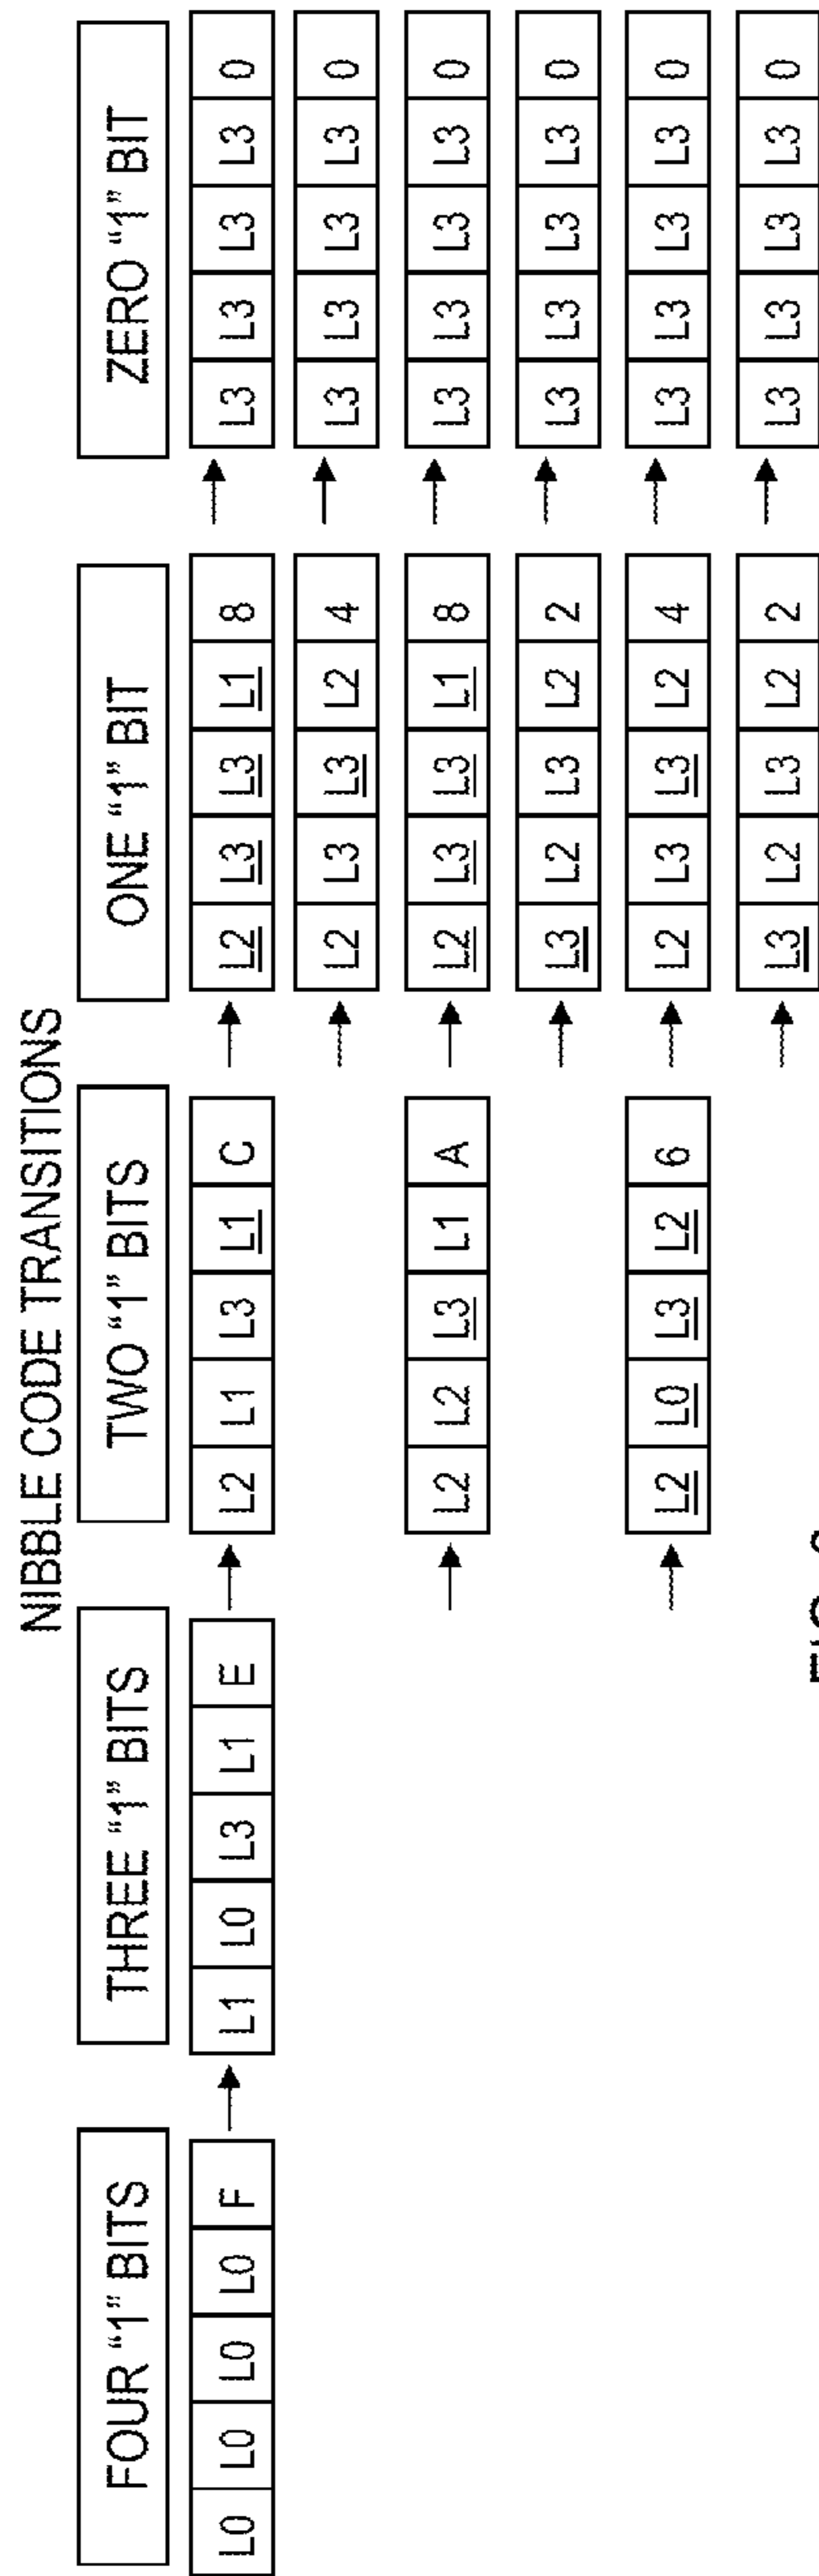 NIBBLE CODE TRANSITIONS
FOUR “1” BITS THREE “1” BITS TWO “1” BITS ONE “1” BIT ZERO “1” BIT
L0 L0 L0 L0 F → L1 L0 L3 L1 E → L2 L1 L3 L1 C → L2 L3 L3 L1 8 → L3 L3 L3 L3 0
→ L2 L3 L3 L2 4 → L3 L3 L3 L3 0
→ L2 L2 L3 L1 A → L2 L3 L3 L1 8 → L3 L3 L3 L3 0
→ L3 L2 L3 L2 2 → L3 L3 L3 L3 0
→ L2 L0 L3 L2 6 → L2 L3 L3 L2 4 → L3 L3 L3 L3 0
→ L3 L2 L3 L2 2 → L3 L3 L3 L3 0